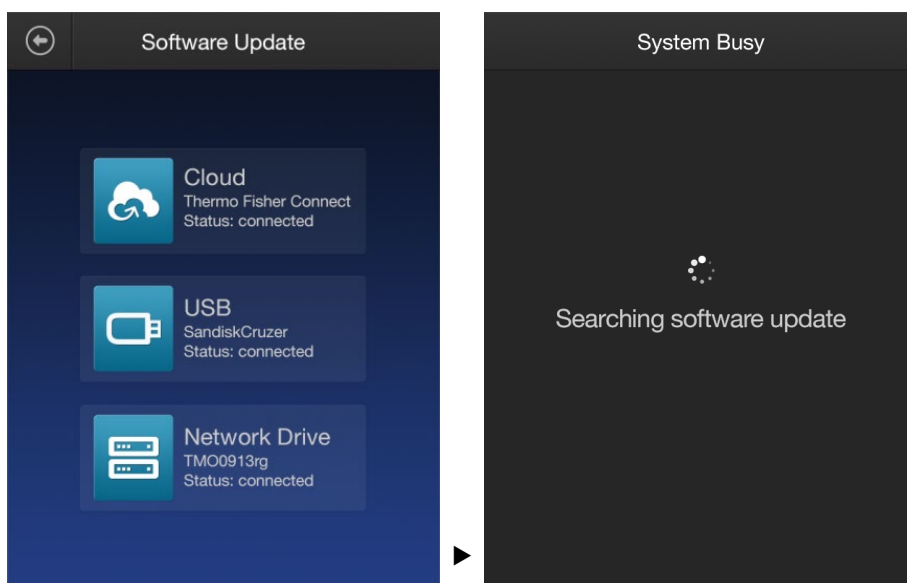 Software Update
Cloud
Thermo Fisher Connect
Status: connected
USB
SandiskCruzer
Status: connected
Network Drive
TMO0913rg
Status: connected
System Busy
Searching software update